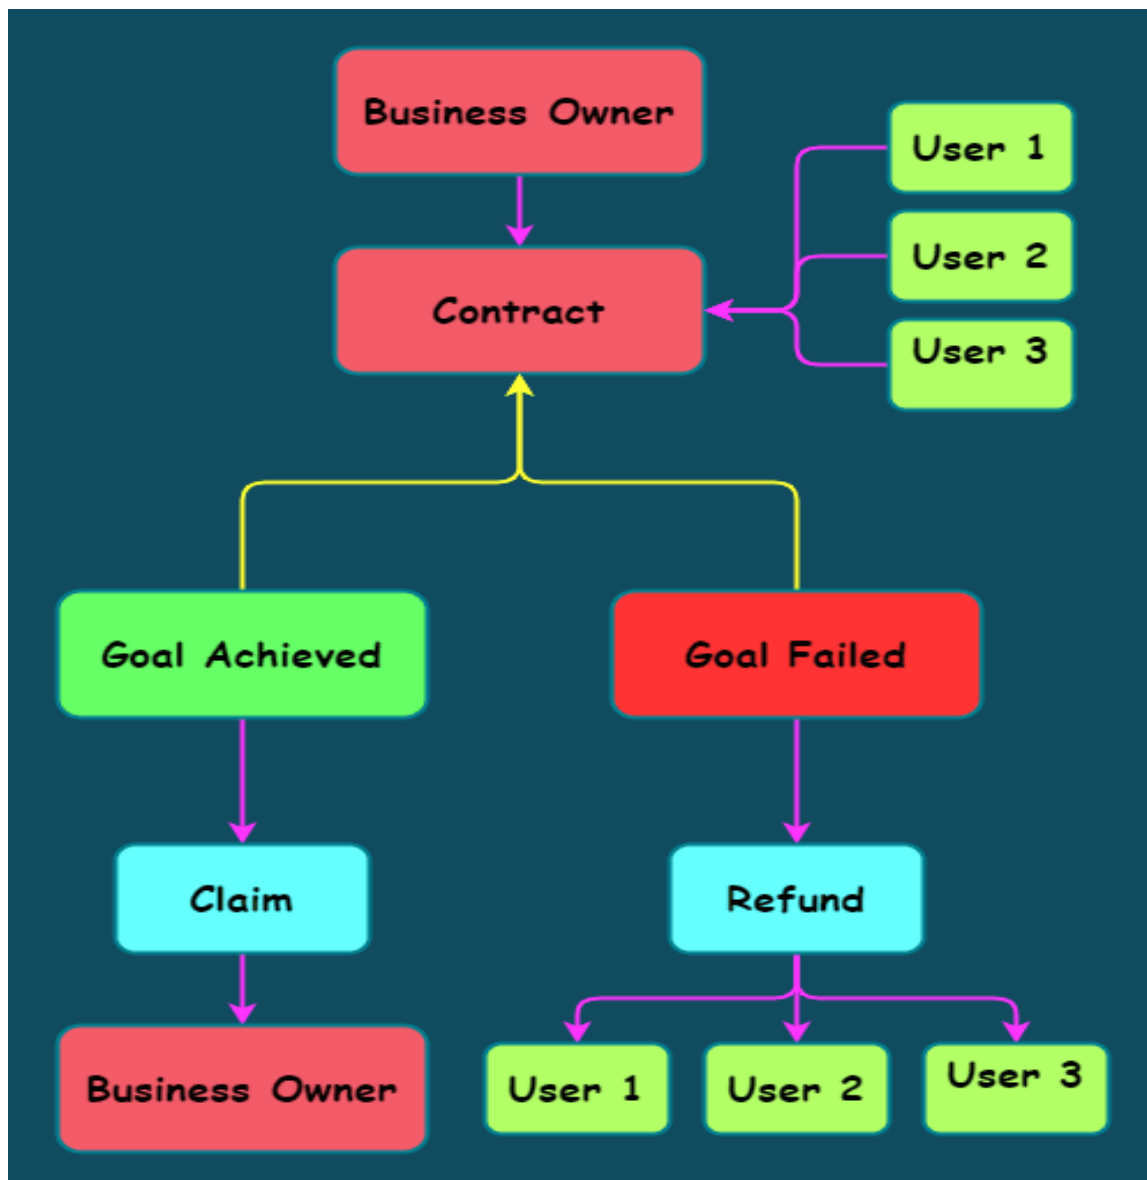 Business Owner
User 1
User 2
Contract
User 3
Goal Achieved
Goal Failed
Claim
Refund
Business Owner
User 1
User 2
User 3